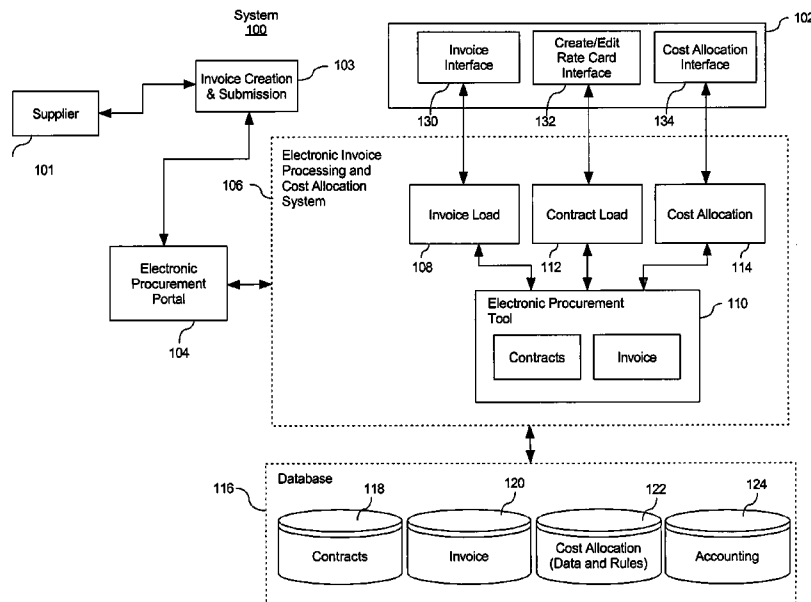 System
100
102
103
Invoice Creation
& Submission
Supplier
101
Invoice
Interface
130
Create/Edit
Rate Card
Interface
132
Cost Allocation
Interface
134
Electronic Invoice
Processing and
Cost Allocation
System
106
Invoice Load
108
Contract Load
112
Cost Allocation
114
Electronic
Procurement
Portal
104
Electronic Procurement
Tool
110
Contracts
Invoice
116
Database
118
120
122
124
Contracts
Invoice
Cost Allocation
(Data and Rules)
Accounting